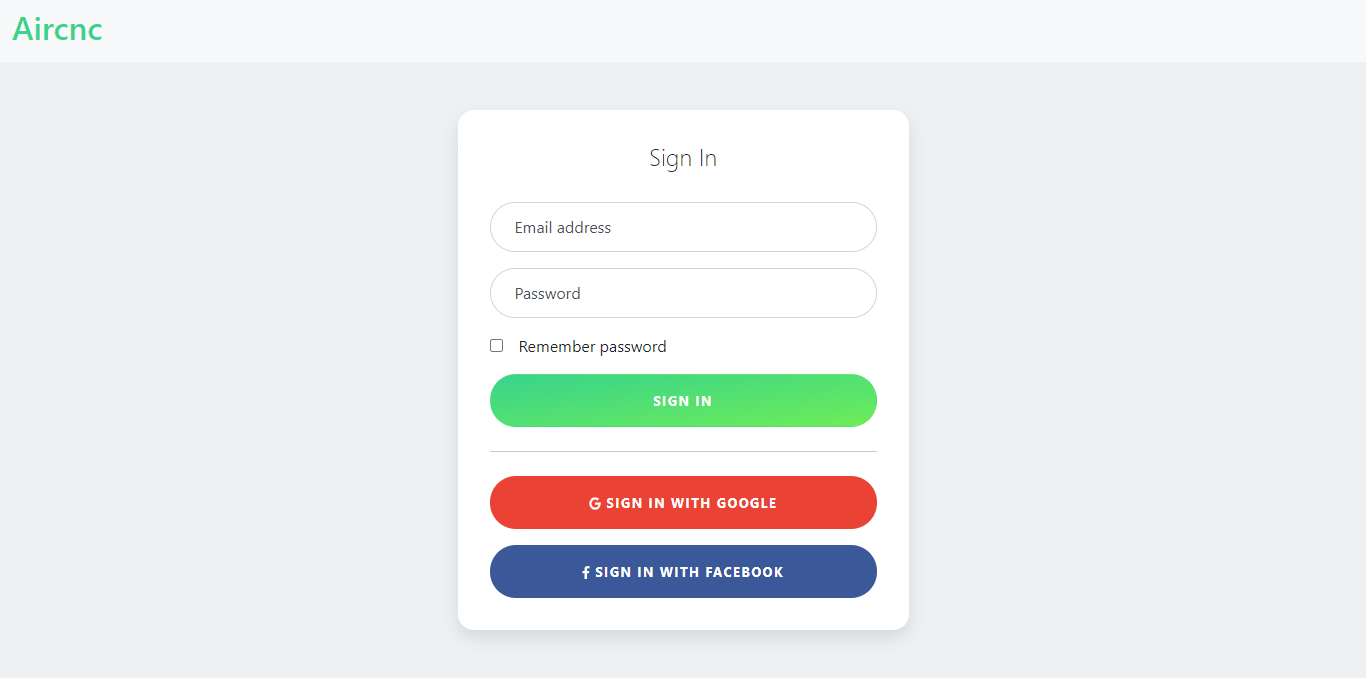 Aircnc
Sign In
Email address
Password
Remember password
SIGN IN
SIGN IN WITH GOOGLE
SIGN IN WITH FACEBOOK